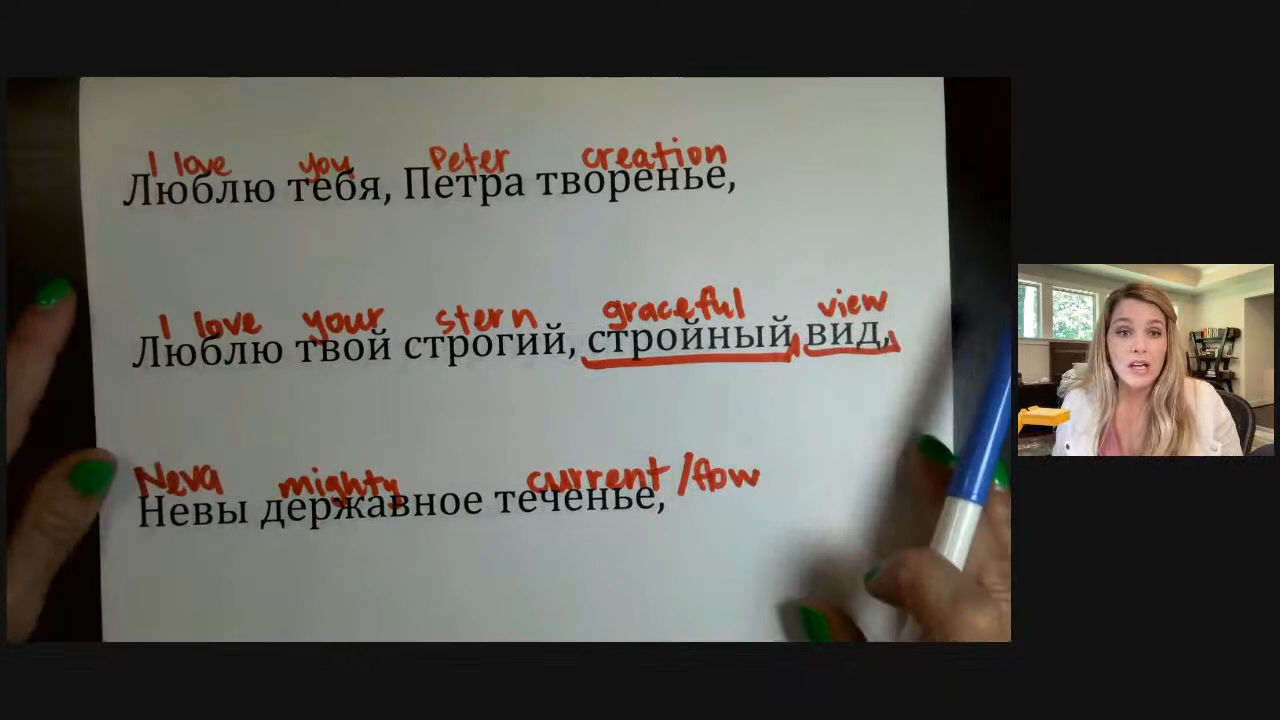 I love you Peter creation
Люблю тебя, Петра творенье,
I love your stern graceful view
Люблю твой строгий, стройный вид,
Neva mighty current/flow
Невы державное теченье,